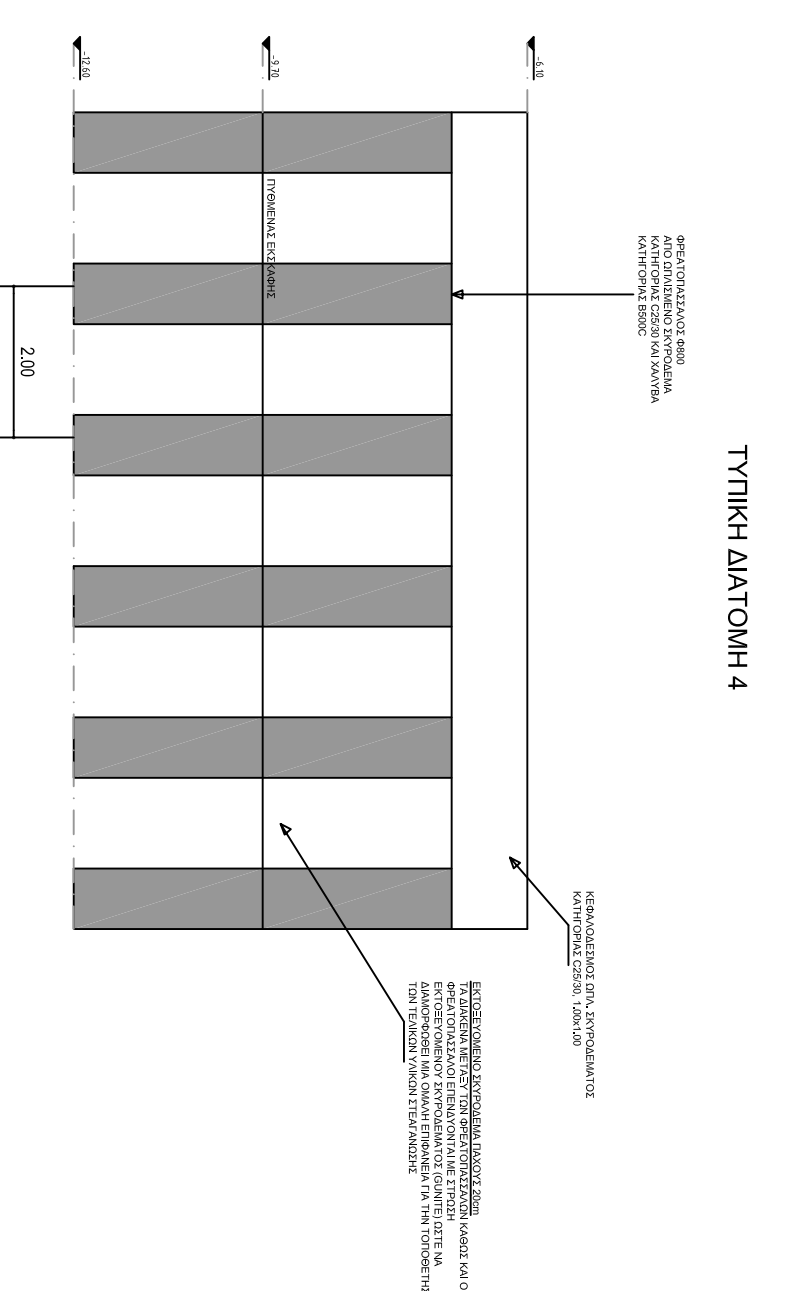 ΤΥΠΙΚΗ ΔΙΑΤΟΜΗ 4
ΦΡΕΑΤΟΠΑΣΣΑΛΟΣ Φ800
ΑΠΟ ΩΠΛΙΣΜΕΝΟ ΣΚΥΡΟΔΕΜΑ
ΚΑΤΗΓΟΡΙΑΣ C25/30 ΚΑΙ ΧΑΛΥΒΑ
ΚΑΤΗΓΟΡΙΑΣ B500C
ΚΕΦΑΛΟΔΕΣΜΟΣ ΩΠΛ. ΣΚΥΡΟΔΕΜΑΤΟΣ
ΚΑΤΗΓΟΡΙΑΣ C25/30, 1.00x1.00
-6.10
ΕΚΤΟΞΕΥΟΜΕΝΟ ΣΚΥΡΟΔΕΜΑ ΠΑΧΟΥΣ 20cm
ΤΑ ΔΙΑΚΕΝΑ ΜΕΤΑΞΥ ΤΩΝ ΦΡΕΑΤΟΠΑΣΣΑΛΩΝ ΚΑΘΩΣ ΚΑΙ Ο
ΦΡΕΑΤΟΠΑΣΣΑΛΟΙ ΕΠΕΝΔΥΟΝΤΑΙ ΜΕ ΣΤΡΩΣΗ
ΕΚΤΟΞΕΥΟΜΕΝΟΥ ΣΚΥΡΟΔΕΜΑΤΟΣ (GUNITE) ΩΣΤΕ ΝΑ
ΔΙΑΜΟΡΦΩΘΕΙ ΜΙΑ ΟΜΑΛΗ ΕΠΙΦΑΝΕΙΑ ΓΙΑ ΤΗΝ ΤΟΠΟΘΕΤΗΣ
ΤΩΝ ΤΕΛΙΚΩΝ ΥΛΙΚΩΝ ΣΤΕΓΑΝΩΣΗΣ
-9.70
ΠΥΘΜΕΝΑΣ ΕΚΣΚΑΦΗΣ
-12.60
2.00